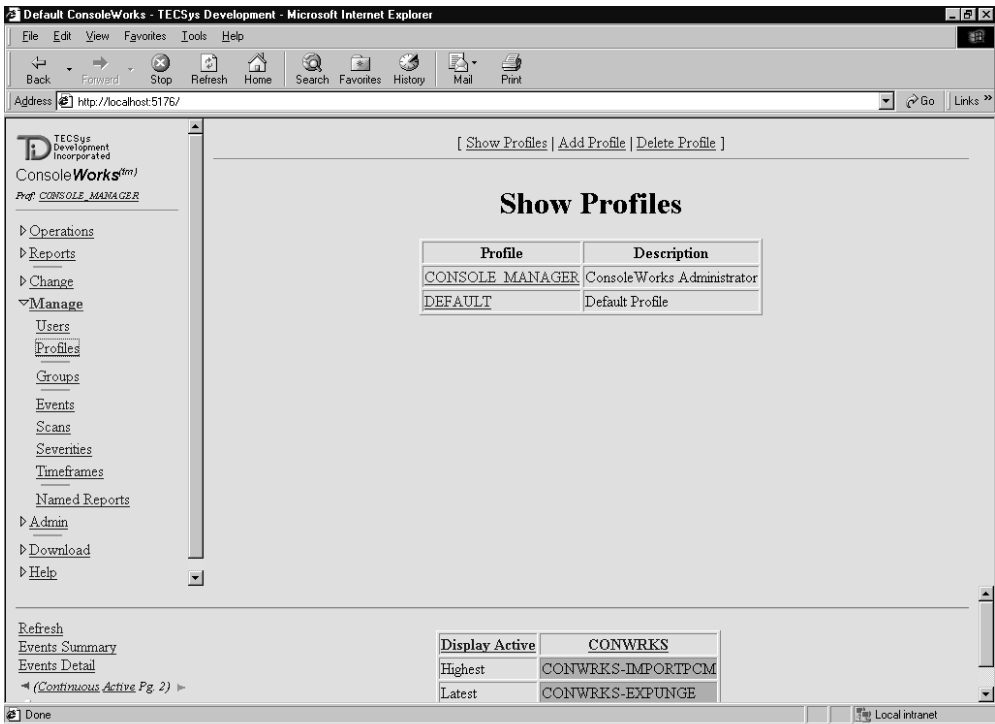 Default ConsoleWorks - TECSys Development - Microsoft Internet Explorer
File Edit View Favorites Tools Help
Back Forward Stop Refresh Home Search Favorites History Mail Print
Address http://localhost:5176/ Go Links »
TECSys
Development
Incorporated
ConsoleWorks(tm)
Prof: CONSOLE_MANAGER
Operations
Reports
Change
Manage
Users
Profiles
Groups
Events
Scans
Severities
Timeframes
Named Reports
Admin
Download
Help
[ Show Profiles | Add Profile | Delete Profile ]
Show Profiles
Profile Description
CONSOLE_MANAGER ConsoleWorks Administrator
DEFAULT Default Profile
Refresh
Events Summary
Events Detail
(Continuous Active Pg. 2)
Display Active CONWRKS
Highest CONWRKS-IMPORTPCM
Latest CONWRKS-EXPUNGE
Done Local intranet